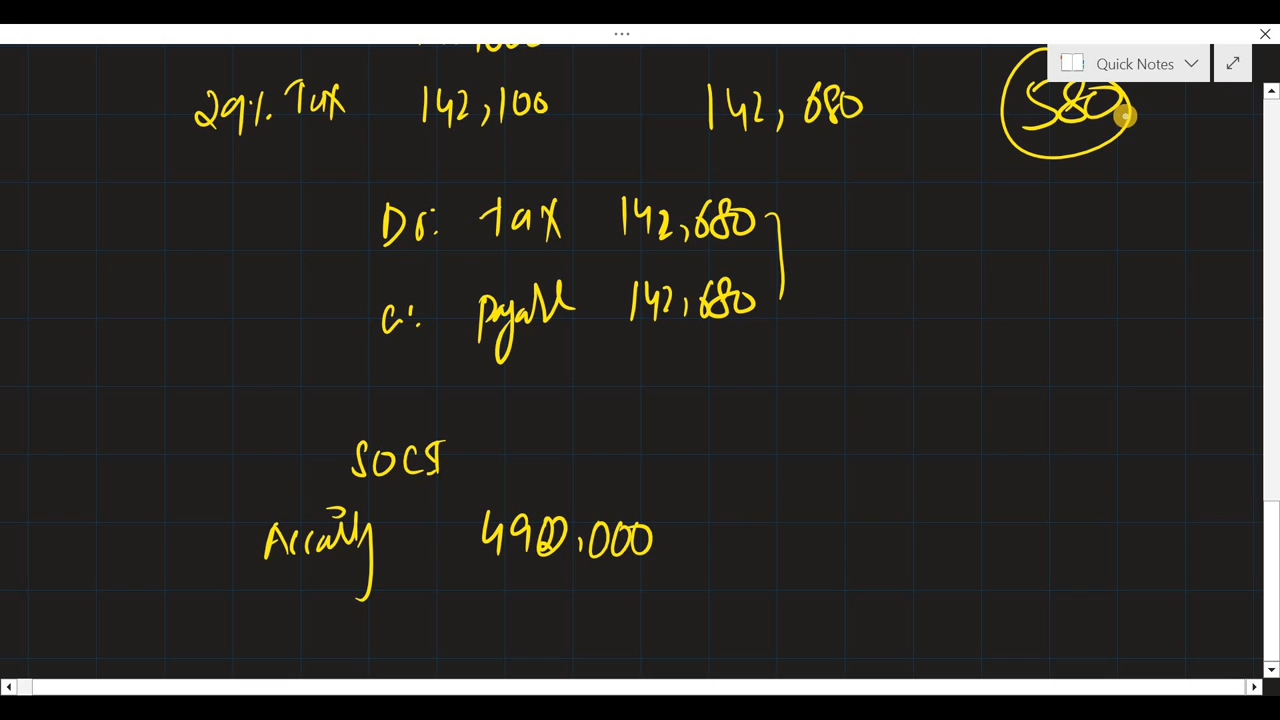 Quick Notes
29% Tax 142,100 142,680 580
Dr: Tax 142,680
Cr: payable 142,680
SOCI
490,000